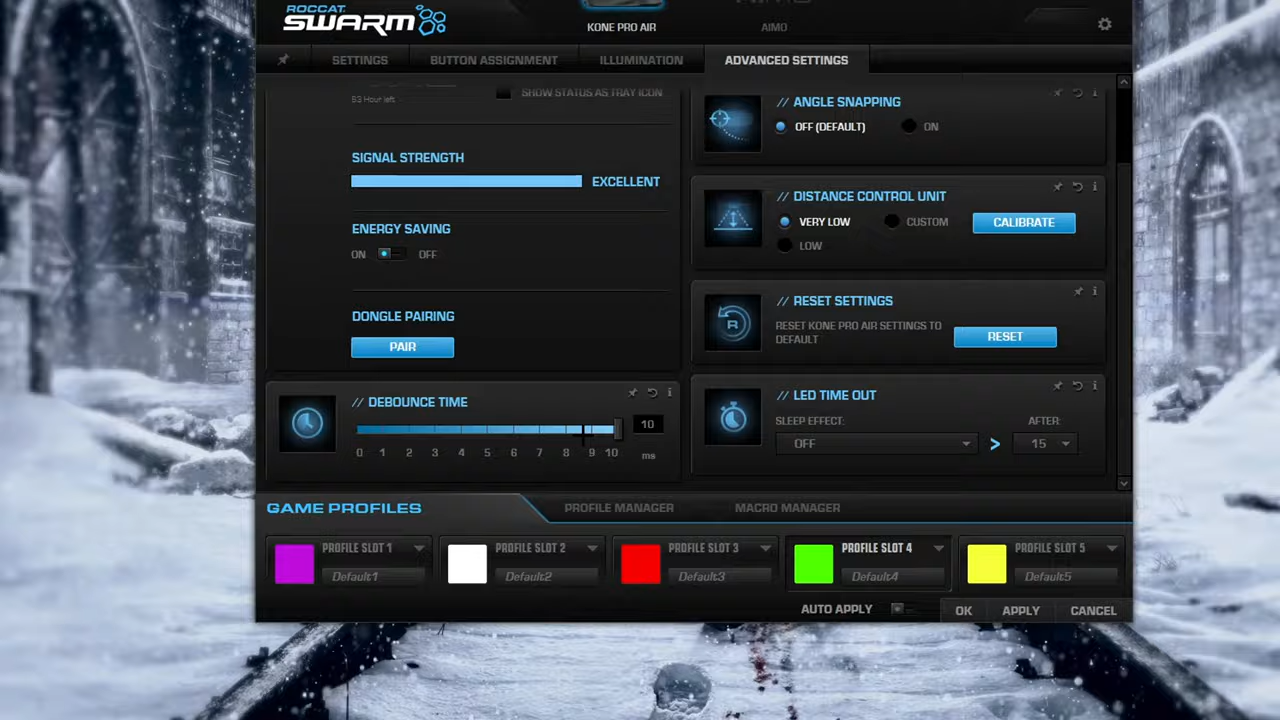 ROCCAT
SWARM
KONE PRO AIR
AIMO
SETTINGS
BUTTON ASSIGNMENT
ILLUMINATION
ADVANCED SETTINGS
53 Hour left
SHOW STATUS AS TRAY ICON
SIGNAL STRENGTH
EXCELLENT
ENERGY SAVING
ON OFF
DONGLE PAIRING
PAIR
// DEBOUNCE TIME
10
0 1 2 3 4 5 6 7 8 9 10
ms
// ANGLE SNAPPING
OFF (DEFAULT) ON
// DISTANCE CONTROL UNIT
VERY LOW CUSTOM
LOW
CALIBRATE
// RESET SETTINGS
RESET KONE PRO AIR SETTINGS TO
DEFAULT
RESET
// LED TIME OUT
SLEEP EFFECT: AFTER:
OFF > 15
GAME PROFILES
PROFILE MANAGER
MACRO MANAGER
PROFILE SLOT 1
Default1
PROFILE SLOT 2
Default2
PROFILE SLOT 3
Default3
PROFILE SLOT 4
Default4
PROFILE SLOT 5
Default5
AUTO APPLY OK APPLY CANCEL